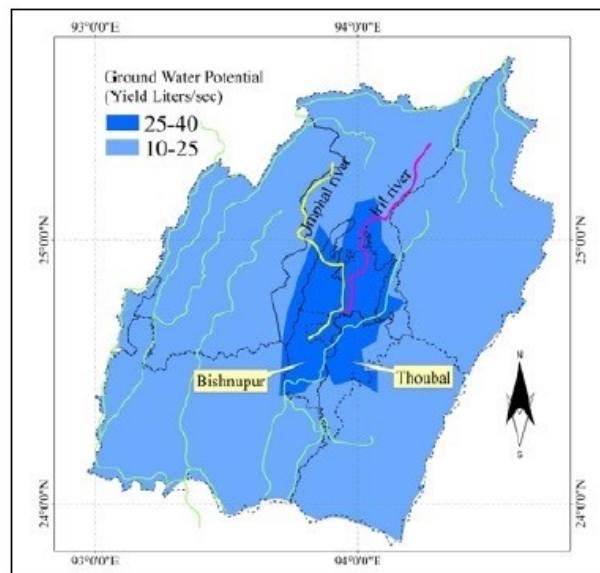 93°0'0"E
94°0'0"E
Ground Water Potential
(Yield Liters/sec)
25-40
10-25
Imphal river
Iril river
25°0'0"N
25°0'0"N
Bishnupur
Thoubal
N
S
24°0'0"N
24°0'0"N
93°0'0"E
94°0'0"E